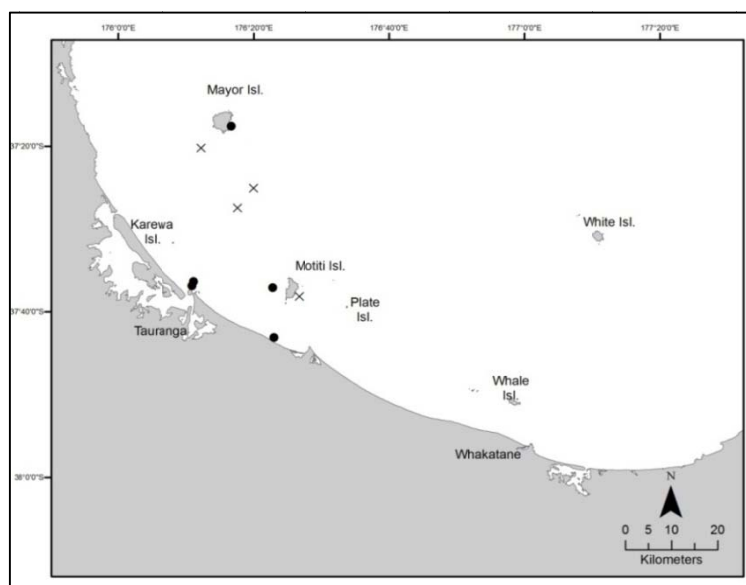 176°0'0"E 176°20'0"E 176°40'0"E 177°0'0"E 177°20'0"E
Mayor Isl.
37°20'0"S
Karewa
Isl.
White Isl.
Motiti Isl.
37°40'0"S
Plate
Isl.
Tauranga
Whale
Isl.
Whakatane
38°0'0"S
N
0 5 10 20
Kilometers